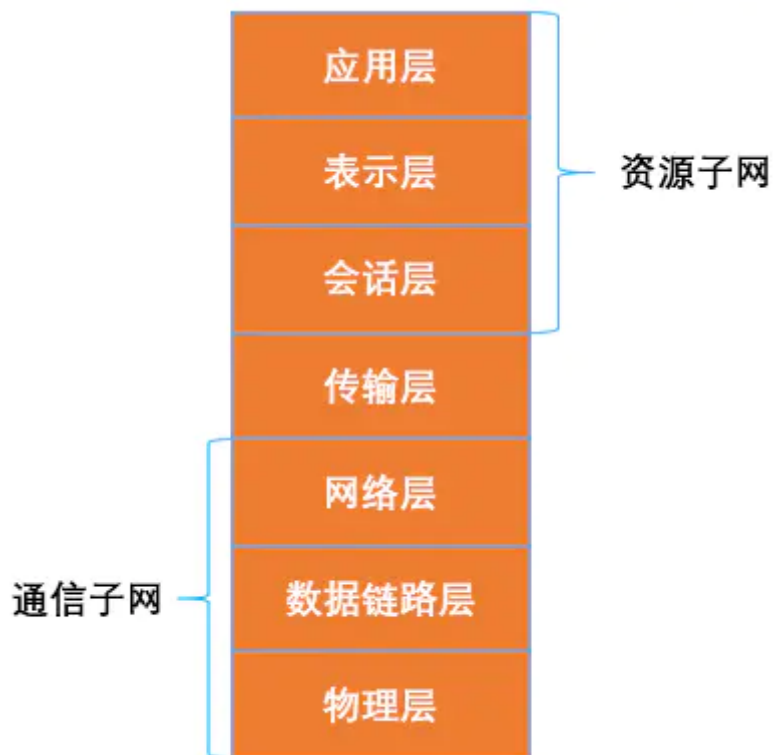 应用层
表示层
资源子网
会话层
传输层
网络层
通信子网
数据链路层
物理层